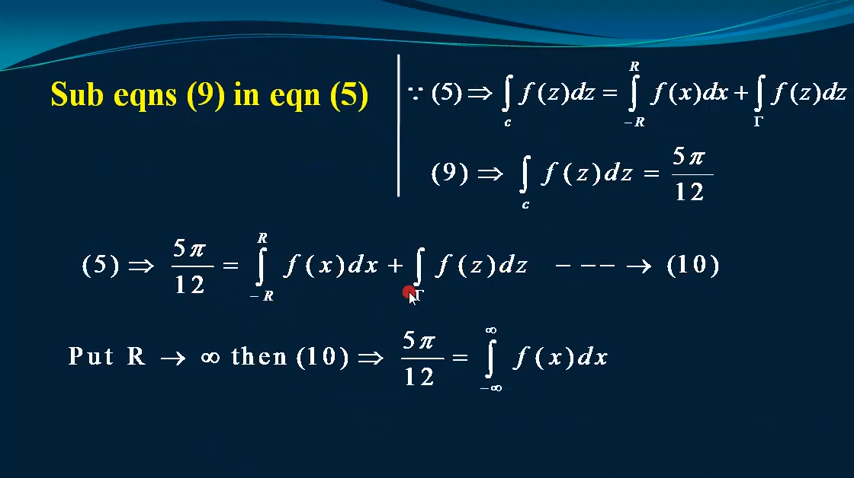 Sub eqns (9) in eqn (5)
∵ (5) ⇒ ∫_c f(z)dz = ∫_{-R}^{R} f(x)dx + ∫_Γ f(z)dz
(9) ⇒ ∫_c f(z)dz = 5π/12
(5) ⇒ 5π/12 = ∫_{-R}^{R} f(x)dx + ∫_Γ f(z)dz - - - → (10)
Put R → ∞ then (10) ⇒ 5π/12 = ∫_{-∞}^{∞} f(x)dx